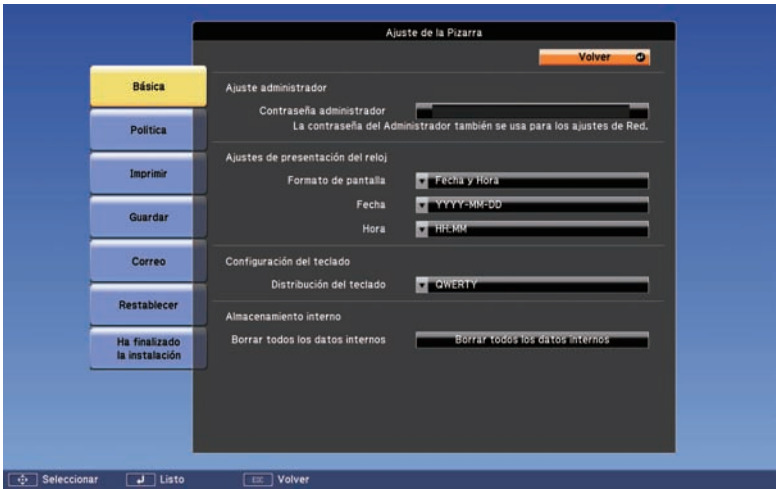 Ajuste de la Pizarra
Volver
Básica
Política
Imprimir
Guardar
Correo
Restablecer
Ha finalizado
la instalación
Ajuste administrador
Contraseña administrador
La contraseña del Administrador también se usa para los ajustes de Red.
Ajustes de presentación del reloj
Formato de pantalla Fecha y Hora
Fecha YYYY-MM-DD
Hora HH:MM
Configuración del teclado
Distribución del teclado QWERTY
Almacenamiento interno
Borrar todos los datos internos Borrar todos los datos internos
Seleccionar Listo ESC Volver